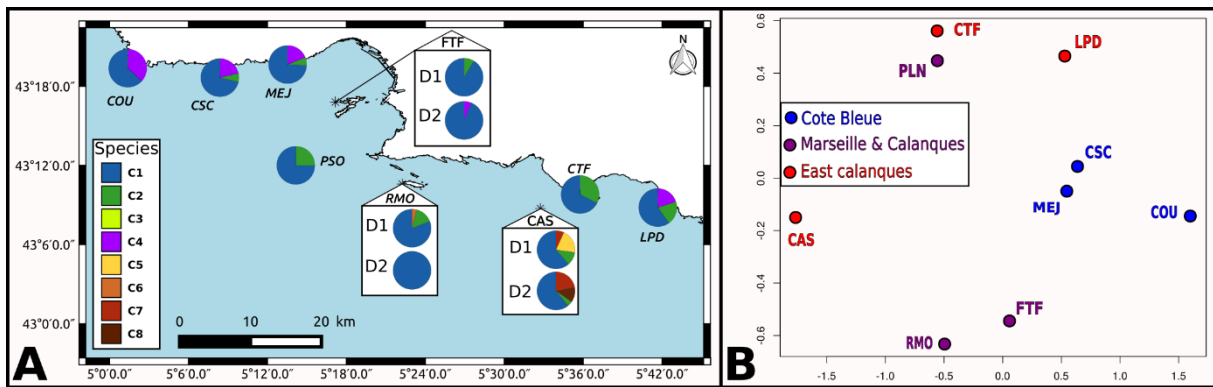 A
43°18'0.0″
43°12'0.0″
43°6'0.0″
43°0'0.0″
COU
CSC
MEJ
FTF
D1
D2
N
PSO
RMO
D1
D2
CTF
CAS
D1
D2
LPD
Species
C1
C2
C3
C4
C5
C6
C7
C8
0 10 20 km
5°0'0.0″ 5°6'0.0″ 5°12'0.0″ 5°18'0.0″ 5°24'0.0″ 5°30'0.0″ 5°36'0.0″ 5°42'0.0″
B
0.6
0.4
0.2
0.0
-0.2
-0.4
-0.6
CTF
LPD
PLN
Cote Bleue
Marseille & Calanques
East calanques
CSC
MEJ
COU
CAS
FTF
RMO
-1.5 -1.0 -0.5 0.0 0.5 1.0 1.5